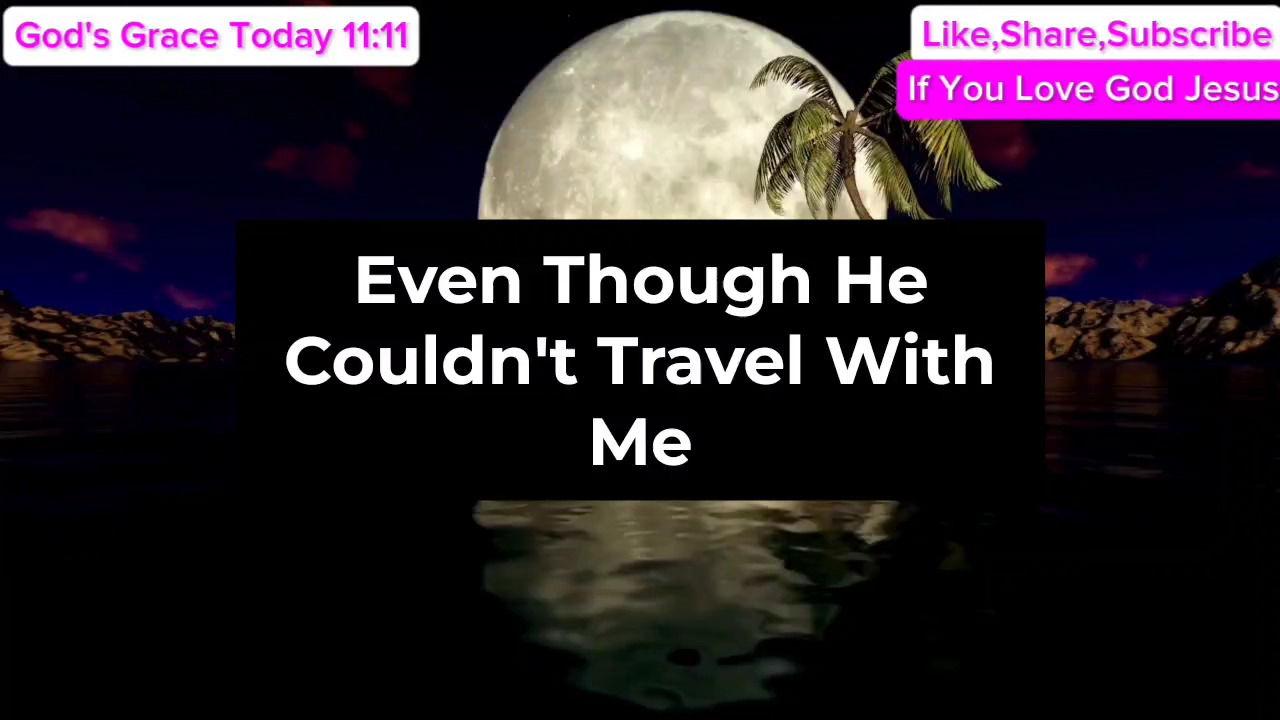 God's Grace Today 11:11
Like,Share,Subscribe
If You Love God Jesus
Even Though He
Couldn't Travel With
Me